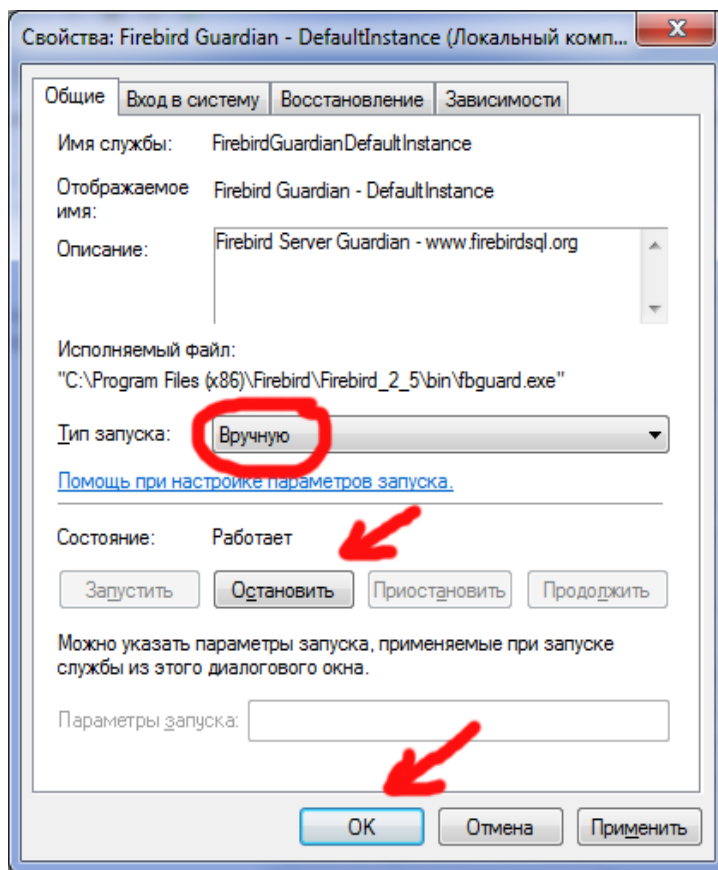 Свойства: Firebird Guardian - DefaultInstance (Локальный комп...
Общие Вход в систему Восстановление Зависимости
Имя службы: FirebirdGuardianDefaultInstance
Отображаемое имя: Firebird Guardian - DefaultInstance
Описание: Firebird Server Guardian - www.firebirdsql.org
Исполняемый файл:
"C:\Program Files (x86)\Firebird\Firebird_2_5\bin\fbguard.exe"
Тип запуска: Вручную
Помощь при настройке параметров запуска.
Состояние: Работает
Запустить Остановить Приостановить Продолжить
Можно указать параметры запуска, применяемые при запуске
службы из этого диалогового окна.
Параметры запуска:
OK Отмена Применить